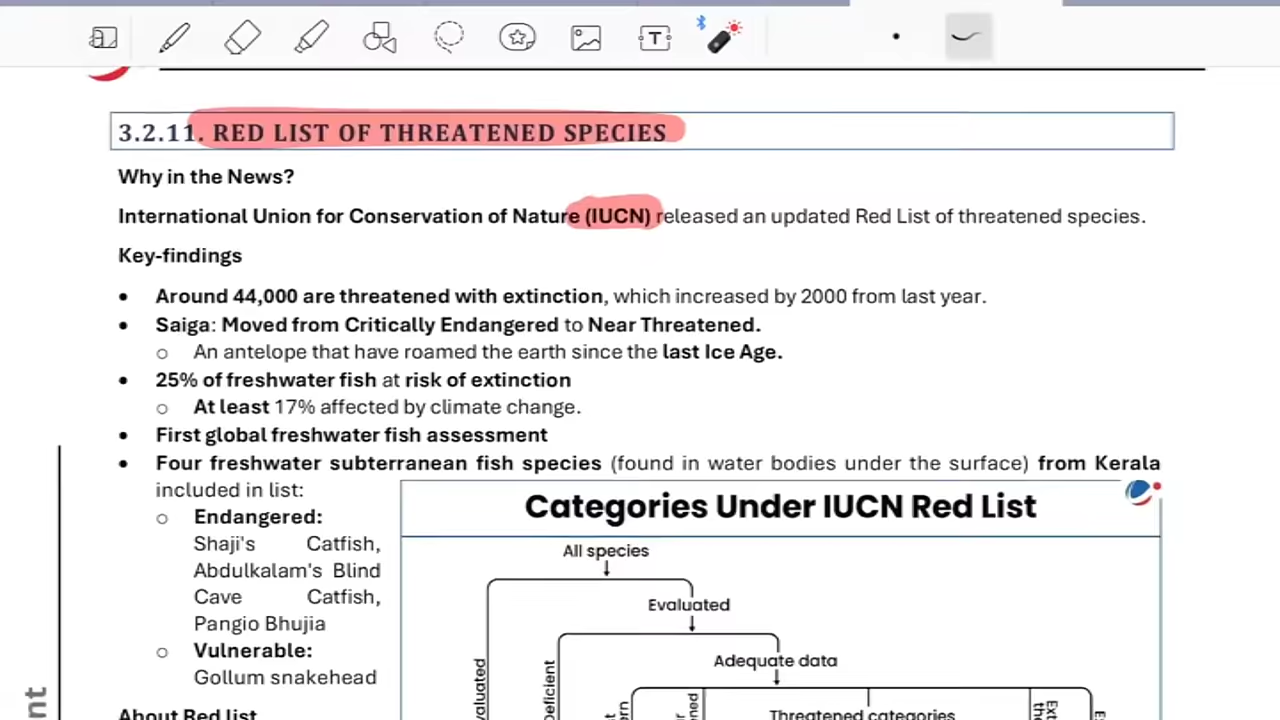 3.2.11. RED LIST OF THREATENED SPECIES
Why in the News?
International Union for Conservation of Nature (IUCN) released an updated Red List of threatened species.
Key-findings
• Around 44,000 are threatened with extinction, which increased by 2000 from last year.
• Saiga: Moved from Critically Endangered to Near Threatened.
o An antelope that have roamed the earth since the last Ice Age.
• 25% of freshwater fish at risk of extinction
o At least 17% affected by climate change.
• First global freshwater fish assessment
• Four freshwater subterranean fish species (found in water bodies under the surface) from Kerala
included in list:
o Endangered:
Shaji's Catfish,
Abdulkalam's Blind
Cave Catfish,
Pangio Bhujia
o Vulnerable:
Gollum snakehead
About Red list
Categories Under IUCN Red List
All species
Evaluated
Adequate data
Threatened categories